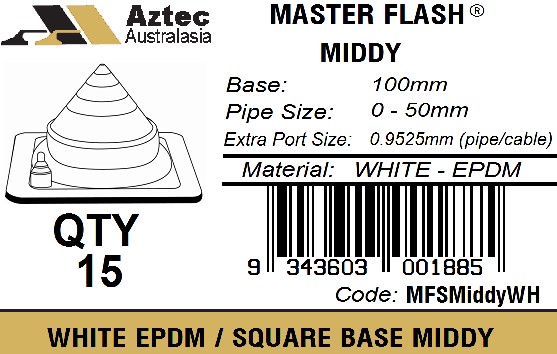 Aztec
Australasia
MASTER FLASH®
MIDDY
Base: 100mm
Pipe Size: 0 - 50mm
Extra Port Size: 0.9525mm (pipe/cable)
Material: WHITE - EPDM
QTY
15
9 343603 001885
Code: MFSMiddyWH
WHITE EPDM / SQUARE BASE MIDDY